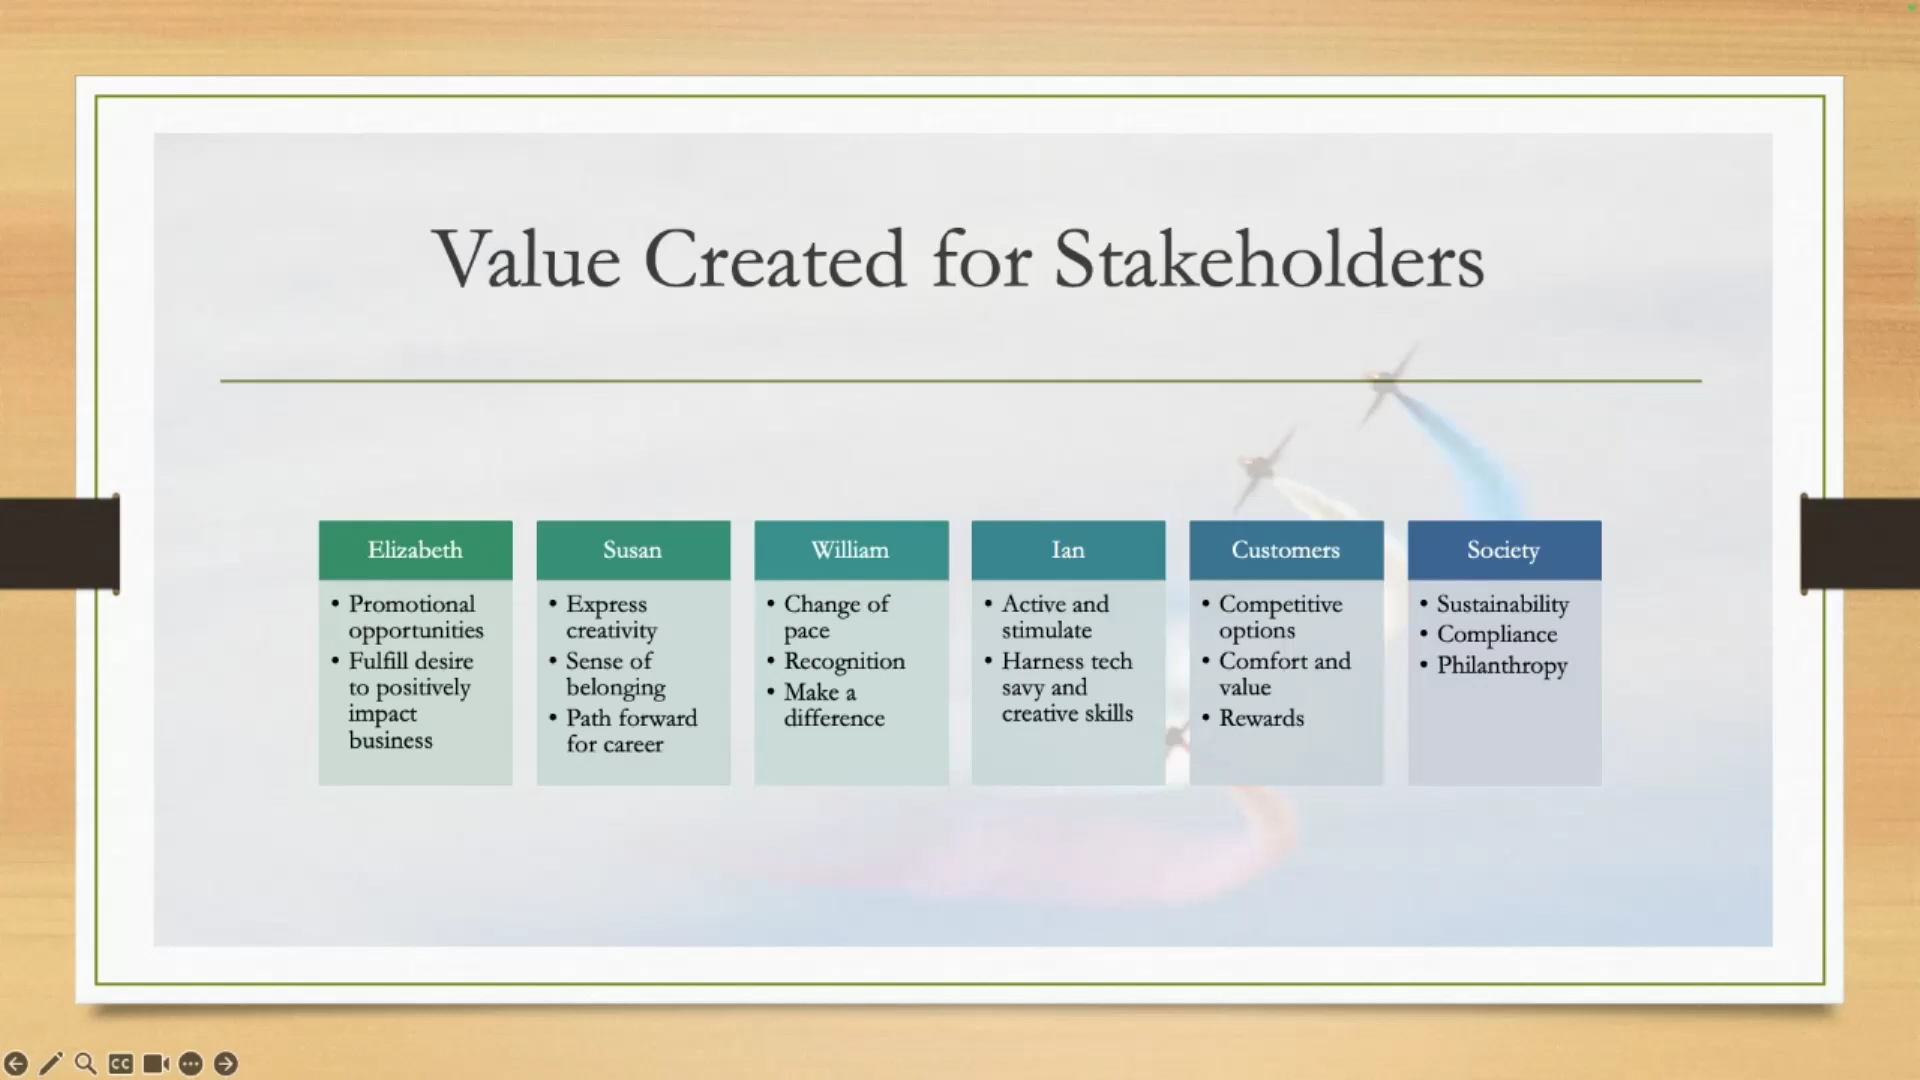 Value Created for Stakeholders
Elizabeth
• Promotional
opportunities
• Fulfill desire
to positively
impact
business
Susan
• Express
creativity
• Sense of
belonging
• Path forward
for career
William
• Change of
pace
• Recognition
• Make a
difference
Ian
• Active and
stimulate
• Harness tech
savy and
creative skills
Customers
• Competitive
options
• Comfort and
value
• Rewards
Society
• Sustainability
• Compliance
• Philanthropy
CC